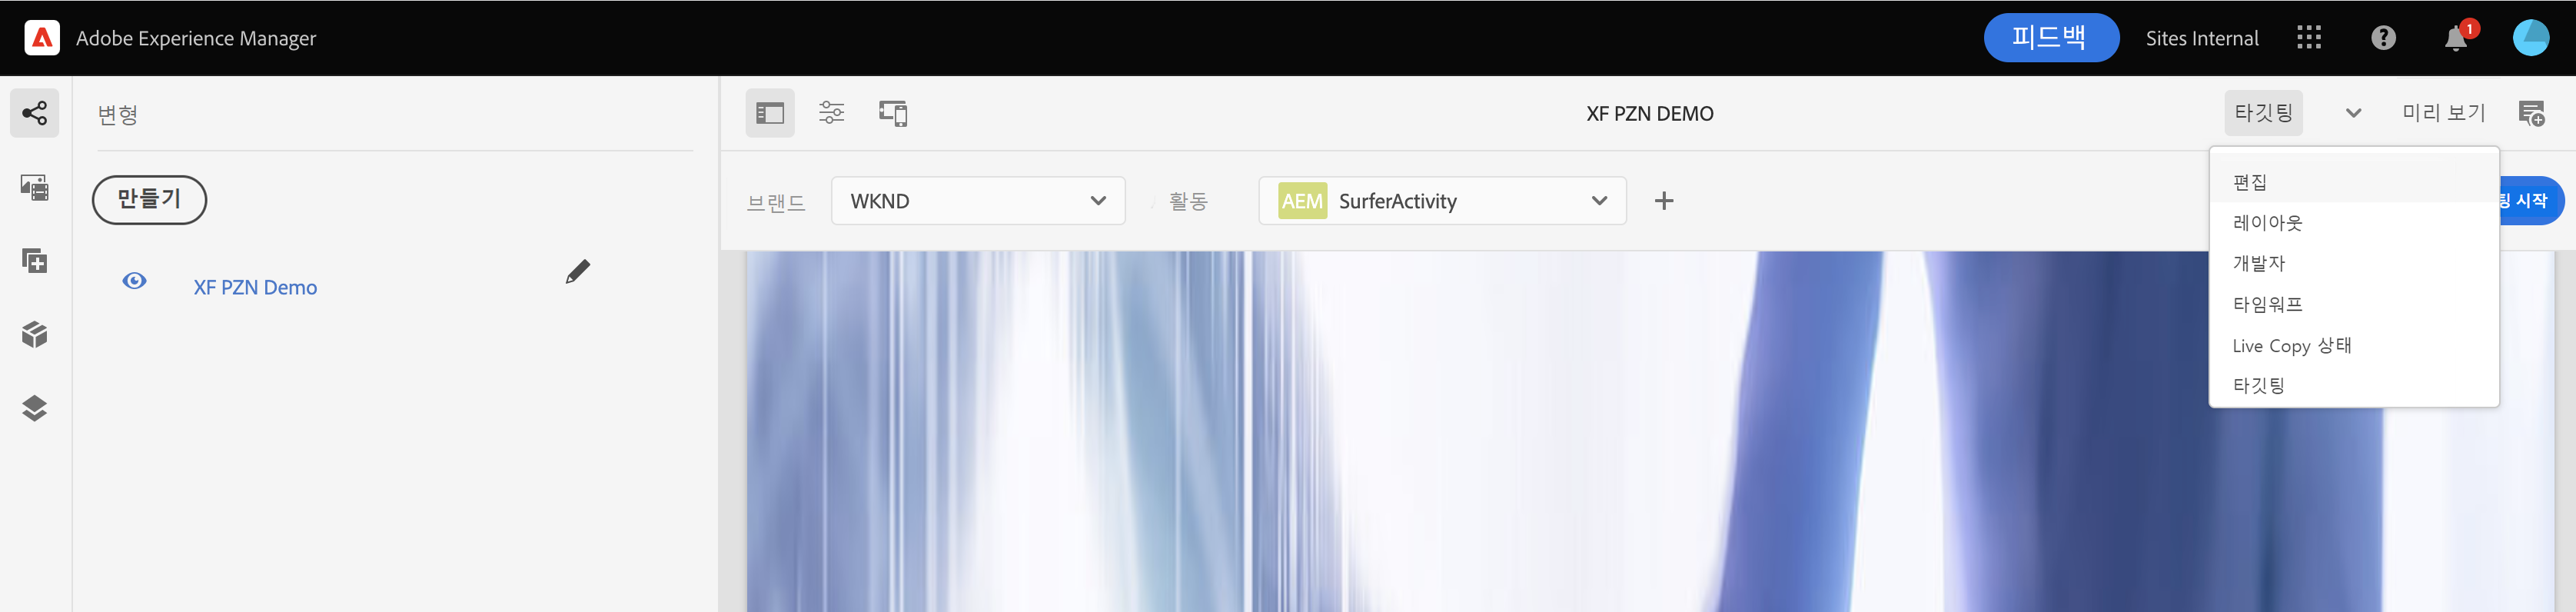 Adobe Experience Manager
피드백
Sites Internal
1
변형
XF PZN DEMO
타깃팅
미리 보기
만들기
브랜드
WKND
활동
AEM SurferActivity
팅 시작
XF PZN Demo
편집
레이아웃
개발자
타임워프
Live Copy 상태
타깃팅